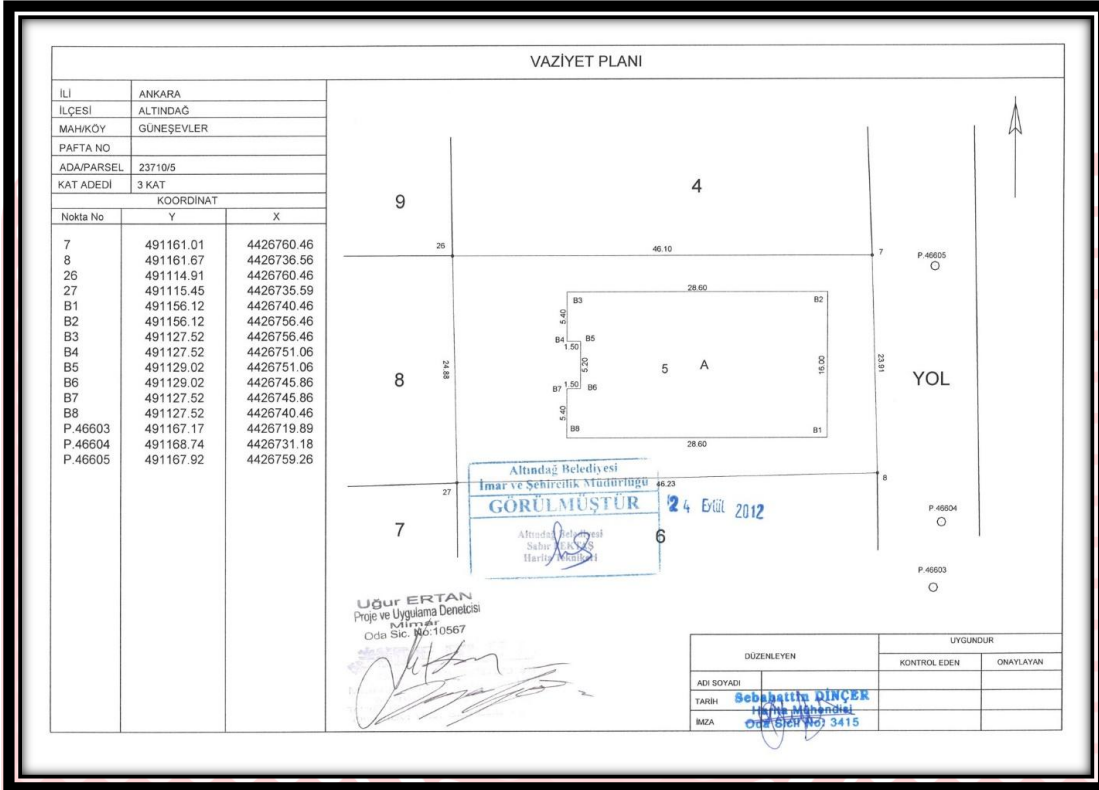 VAZİYET PLANI
İLİ ANKARA
İLÇESİ ALTINDAĞ
MAH/KÖY GÜNEŞEVLER
PAFTA NO
ADA/PARSEL 23710/5
KAT ADEDİ 3 KAT
KOORDİNAT
Nokta No Y X
7 491161.01 4426760.46
8 491161.67 4426736.56
26 491114.91 4426760.46
27 491115.45 4426735.59
B1 491156.12 4426740.46
B2 491156.12 4426756.46
B3 491127.52 4426756.46
B4 491127.52 4426751.06
B5 491129.02 4426751.06
B6 491129.02 4426745.86
B7 491127.52 4426745.86
B8 491127.52 4426740.46
P.46603 491167.17 4426719.89
P.46604 491168.74 4426731.18
P.46605 491167.92 4426759.26
9
4
26
46.10
7
P.46605
28.60
B3
B2
5.40
B4
B5
1.50
5.20
24.88
8
5
A
16.00
23.91
YOL
B7
1.50
B6
5.40
B8
B1
28.60
27
46.23
8
7
6
P.46604
P.46603
Altındağ Belediyesi
İmar ve Şehircilik Müdürlüğü
GÖRÜLMÜŞTÜR
24 Eylül 2012
Altındağ Belediyesi
Sabır
Harita Teknikeri
Uğur ERTAN
Proje ve Uygulama Denetcisi
Mimar
Oda Sic. No:10567
DÜZENLEYEN
UYGUNDUR
KONTROL EDEN
ONAYLAYAN
ADI SOYADI
TARİH
İMZA
Sebahattin DİNÇER
Harita Mühendisi
Oda Sicil No: 3415